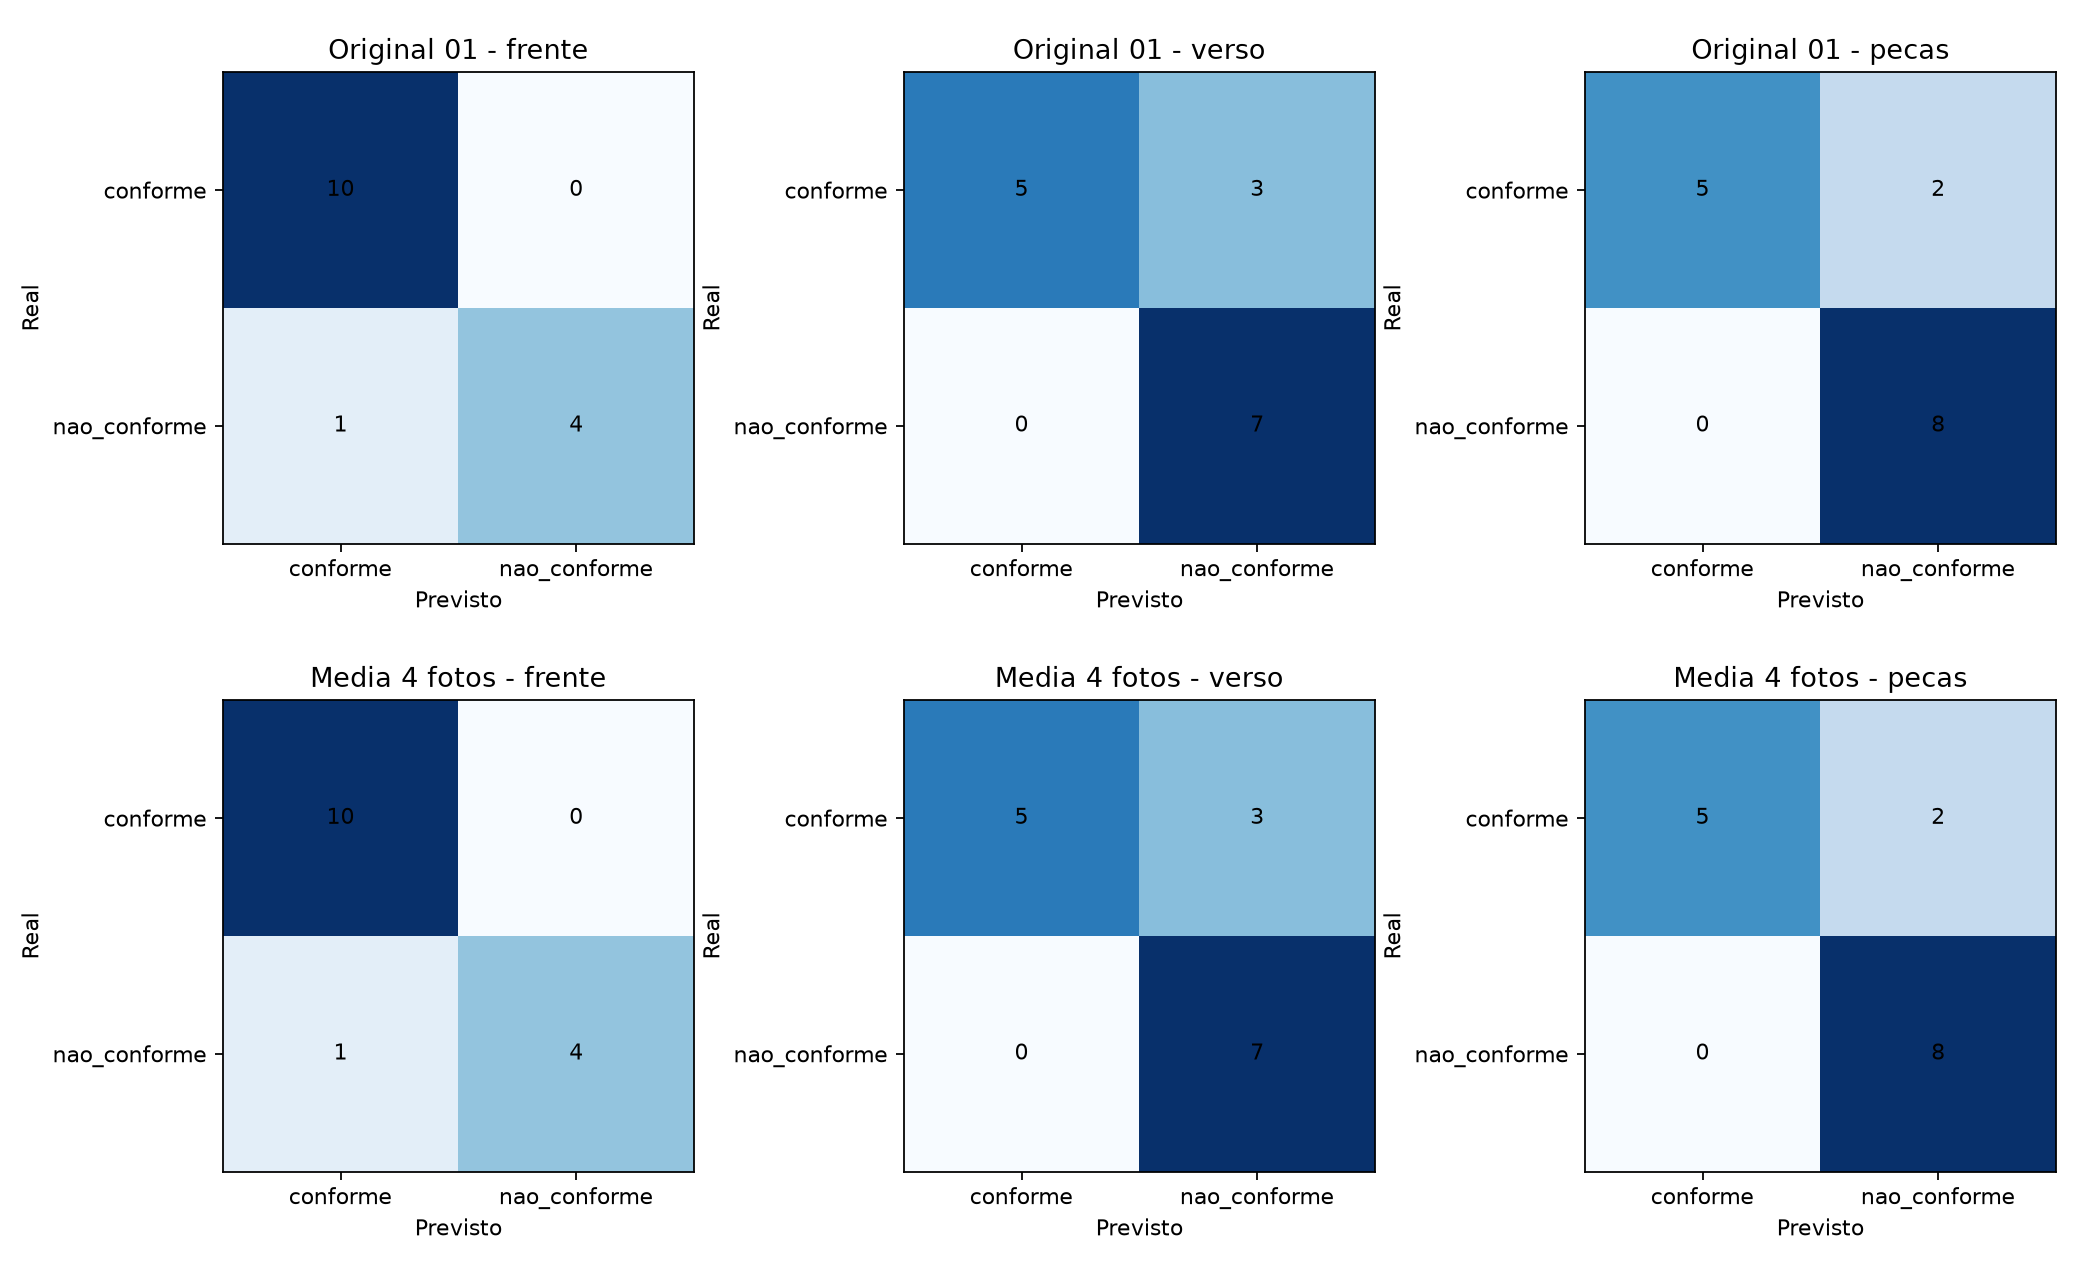 Original 01 - frente
Original 01 - verso
Original 01 - pecas
Real
conforme
10
0
nao_conforme
1
4
conforme
nao_conforme
Previsto
Real
conforme
5
3
nao_conforme
0
7
conforme
nao_conforme
Previsto
Real
conforme
5
2
nao_conforme
0
8
conforme
nao_conforme
Previsto
Media 4 fotos - frente
Media 4 fotos - verso
Media 4 fotos - pecas
Real
conforme
10
0
nao_conforme
1
4
conforme
nao_conforme
Previsto
Real
conforme
5
3
nao_conforme
0
7
conforme
nao_conforme
Previsto
Real
conforme
5
2
nao_conforme
0
8
conforme
nao_conforme
Previsto